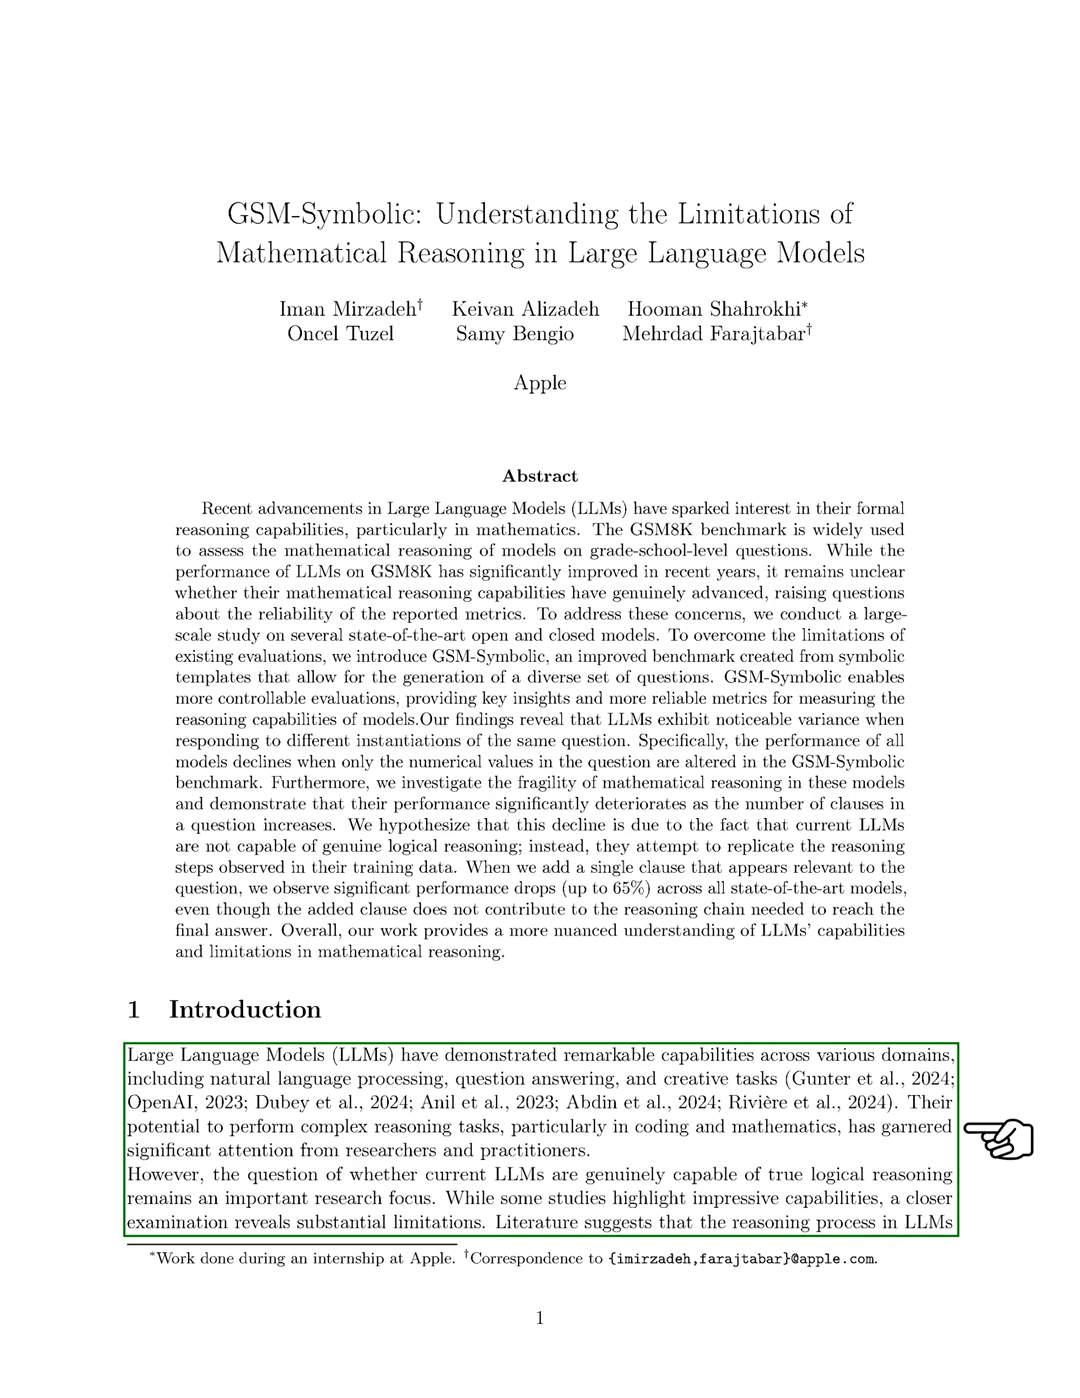 GSM-Symbolic: Understanding the Limitations of
Mathematical Reasoning in Large Language Models
Iman Mirzadeh† Keivan Alizadeh Hooman Shahrokhi*
Oncel Tuzel Samy Bengio Mehrdad Farajtabar†
Apple
Abstract
Recent advancements in Large Language Models (LLMs) have sparked interest in their formal
reasoning capabilities, particularly in mathematics. The GSM8K benchmark is widely used
to assess the mathematical reasoning of models on grade-school-level questions. While the
performance of LLMs on GSM8K has significantly improved in recent years, it remains unclear
whether their mathematical reasoning capabilities have genuinely advanced, raising questions
about the reliability of the reported metrics. To address these concerns, we conduct a large-
scale study on several state-of-the-art open and closed models. To overcome the limitations of
existing evaluations, we introduce GSM-Symbolic, an improved benchmark created from symbolic
templates that allow for the generation of a diverse set of questions. GSM-Symbolic enables
more controllable evaluations, providing key insights and more reliable metrics for measuring the
reasoning capabilities of models.Our findings reveal that LLMs exhibit noticeable variance when
responding to different instantiations of the same question. Specifically, the performance of all
models declines when only the numerical values in the question are altered in the GSM-Symbolic
benchmark. Furthermore, we investigate the fragility of mathematical reasoning in these models
and demonstrate that their performance significantly deteriorates as the number of clauses in
a question increases. We hypothesize that this decline is due to the fact that current LLMs
are not capable of genuine logical reasoning; instead, they attempt to replicate the reasoning
steps observed in their training data. When we add a single clause that appears relevant to the
question, we observe significant performance drops (up to 65%) across all state-of-the-art models,
even though the added clause does not contribute to the reasoning chain needed to reach the
final answer. Overall, our work provides a more nuanced understanding of LLMs' capabilities
and limitations in mathematical reasoning.
1 Introduction
Large Language Models (LLMs) have demonstrated remarkable capabilities across various domains,
including natural language processing, question answering, and creative tasks (Gunter et al., 2024;
OpenAI, 2023; Dubey et al., 2024; Anil et al., 2023; Abdin et al., 2024; Rivière et al., 2024). Their
potential to perform complex reasoning tasks, particularly in coding and mathematics, has garnered
significant attention from researchers and practitioners.
However, the question of whether current LLMs are genuinely capable of true logical reasoning
remains an important research focus. While some studies highlight impressive capabilities, a closer
examination reveals substantial limitations. Literature suggests that the reasoning process in LLMs
*Work done during an internship at Apple. †Correspondence to {imirzadeh,farajtabar}@apple.com.
1